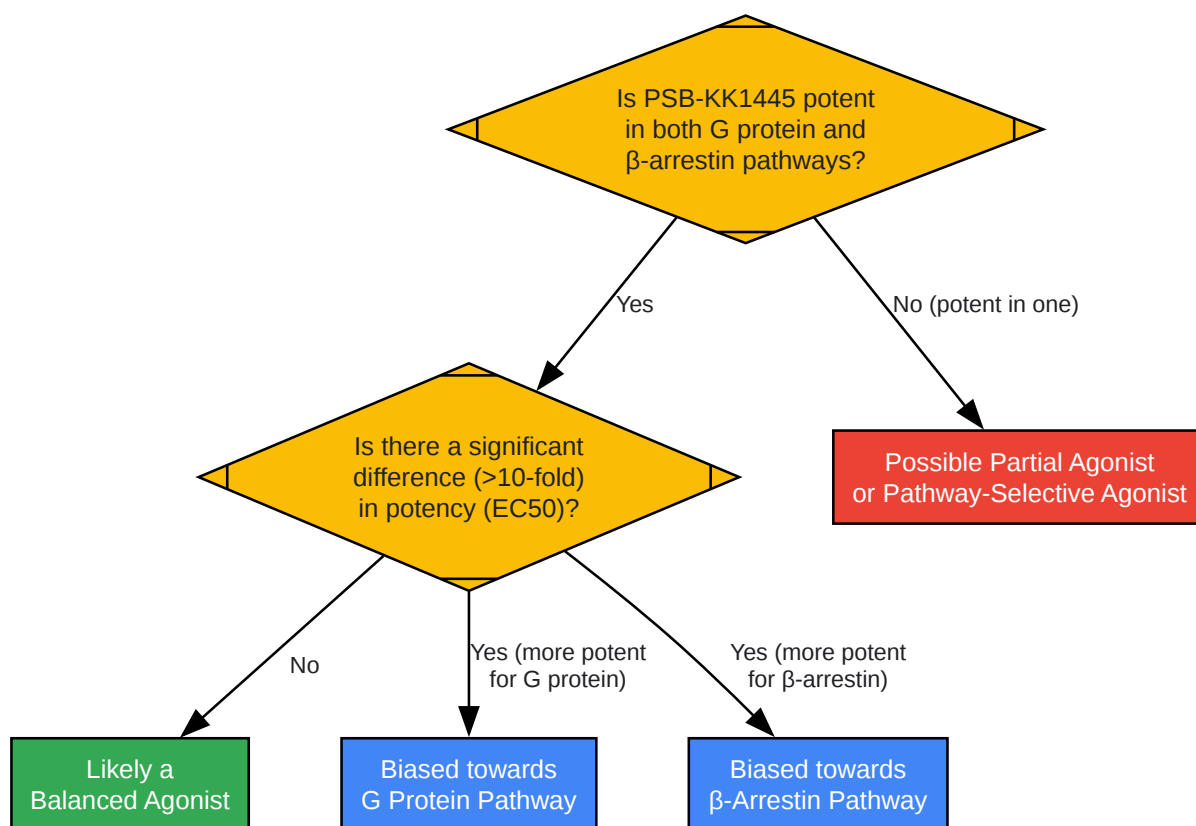 Is PSB-KK1445 potent
in both G protein and
β-arrestin pathways?
Yes
No (potent in one)
Is there a significant
difference (>10-fold)
in potency (EC50)?
Possible Partial Agonist
or Pathway-Selective Agonist
No
Yes (more potent
for G protein)
Yes (more potent
for β-arrestin)
Likely a
Balanced Agonist
Biased towards
G Protein Pathway
Biased towards
β-Arrestin Pathway